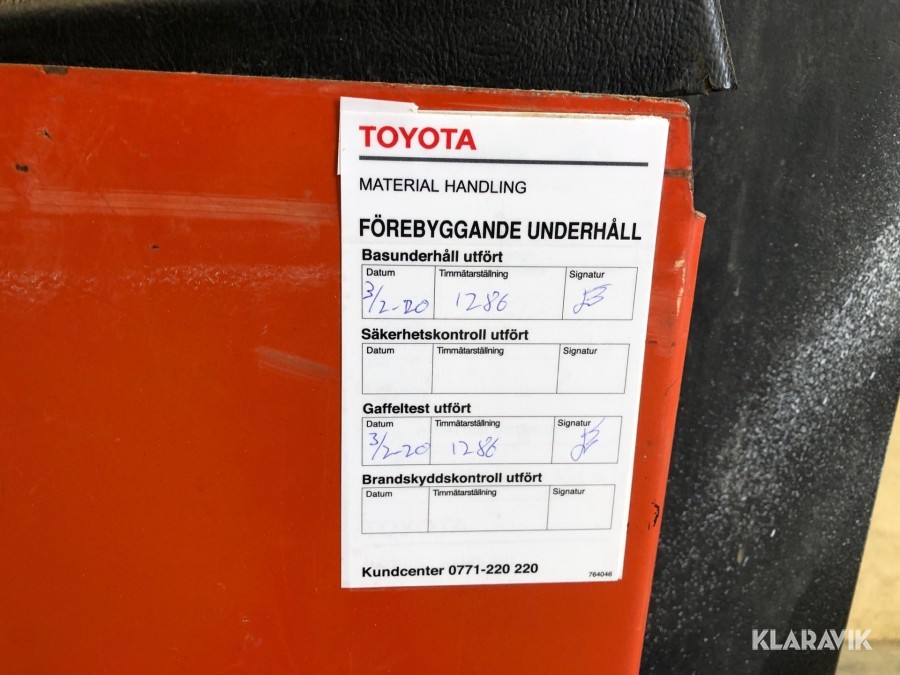 TOYOTA
MATERIAL HANDLING
FÖREBYGGANDE UNDERHÅLL
Basunderhåll utfört
Datum Timmätarställning Signatur
3/2-20 1286
Säkerhetskontroll utfört
Datum Timmätarställning Signatur
Gaffeltest utfört
Datum Timmätarställning Signatur
3/2-20 1286
Brandskyddskontroll utfört
Datum Timmätarställning Signatur
Kundcenter 0771-220 220 764046
KLARAVIK